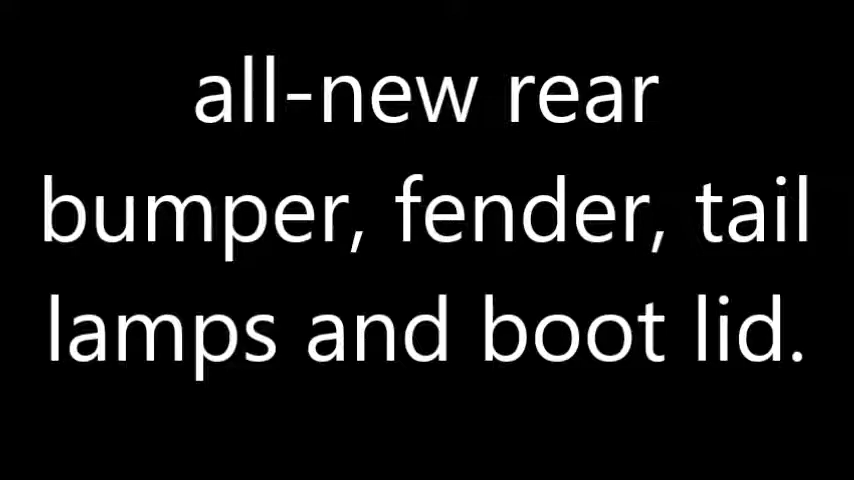 all-new rear
bumper, fender, tail
lamps and boot lid.